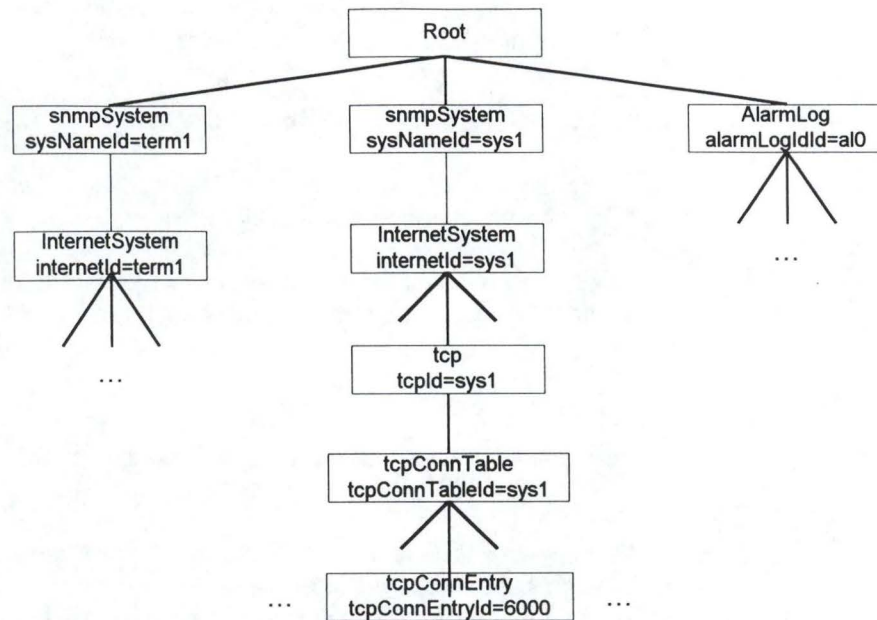 Root
snmpSystem
sysNameId=term1
snmpSystem
sysNameId=sys1
AlarmLog
alarmLogIdId=al0
InternetSystem
internetId=term1
InternetSystem
internetId=sys1
...
...
tcp
tcpId=sys1
tcpConnTable
tcpConnTableId=sys1
...
tcpConnEntry
tcpConnEntryId=6000
...